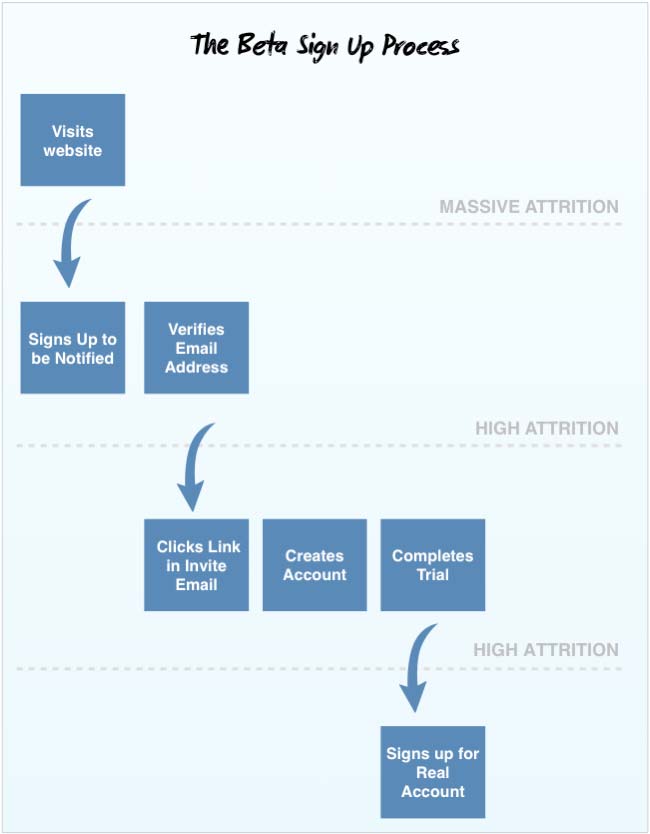 The Beta Sign Up Process
Visits
website
MASSIVE ATTRITION
Signs Up to
be Notified
Verifies
Email
Address
HIGH ATTRITION
Clicks Link
in Invite
Email
Creates
Account
Completes
Trial
HIGH ATTRITION
Signs up for
Real
Account